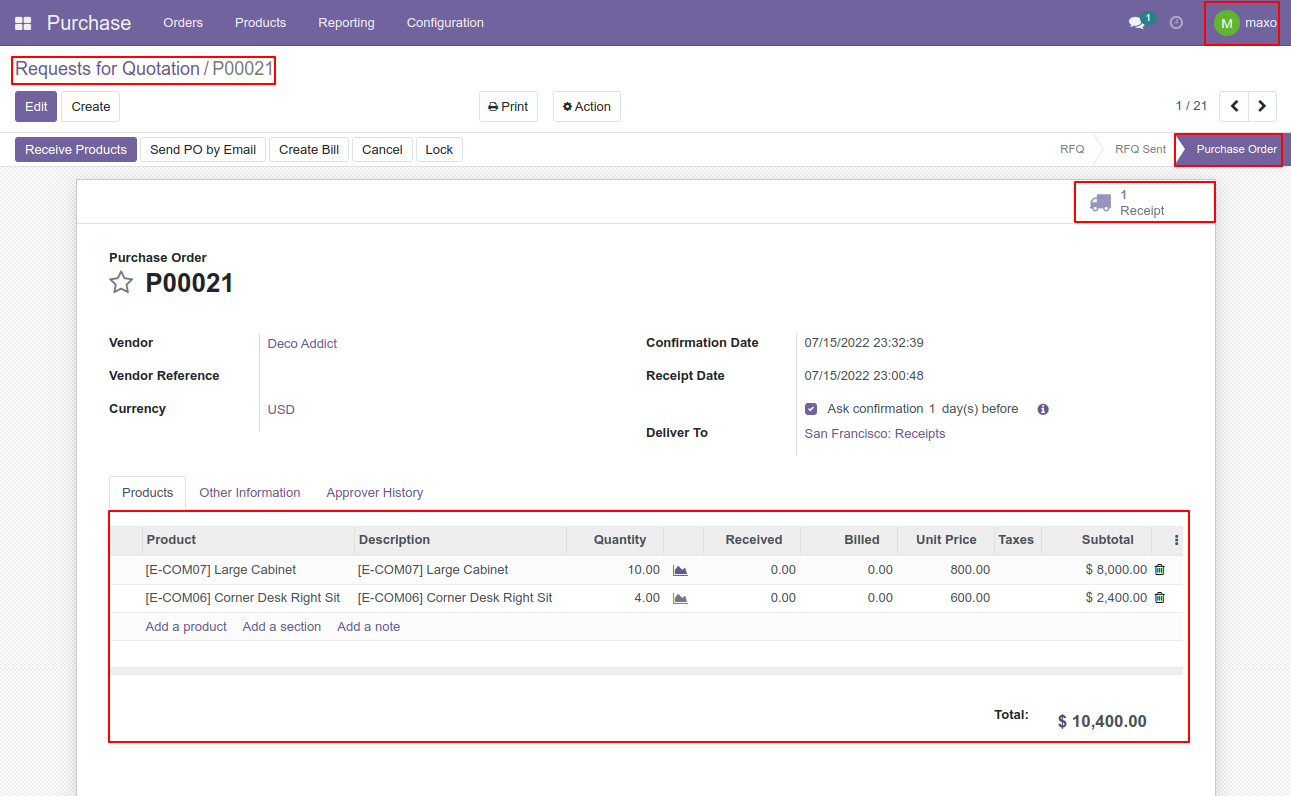 Purchase Orders Products Reporting Configuration 1 M maxo
Requests for Quotation / P00021
Edit Create Print Action 1 / 21
Receive Products Send PO by Email Create Bill Cancel Lock RFQ RFQ Sent Purchase Order
1
Receipt
Purchase Order
P00021
Vendor Deco Addict Confirmation Date 07/15/2022 23:32:39
Vendor Reference Receipt Date 07/15/2022 23:00:48
Currency USD Ask confirmation 1 day(s) before
Deliver To San Francisco: Receipts
Products Other Information Approver History
Product Description Quantity Received Billed Unit Price Taxes Subtotal
[E-COM07] Large Cabinet [E-COM07] Large Cabinet 10.00 0.00 0.00 800.00 $ 8,000.00
[E-COM06] Corner Desk Right Sit [E-COM06] Corner Desk Right Sit 4.00 0.00 0.00 600.00 $ 2,400.00
Add a product Add a section Add a note
Total: $ 10,400.00